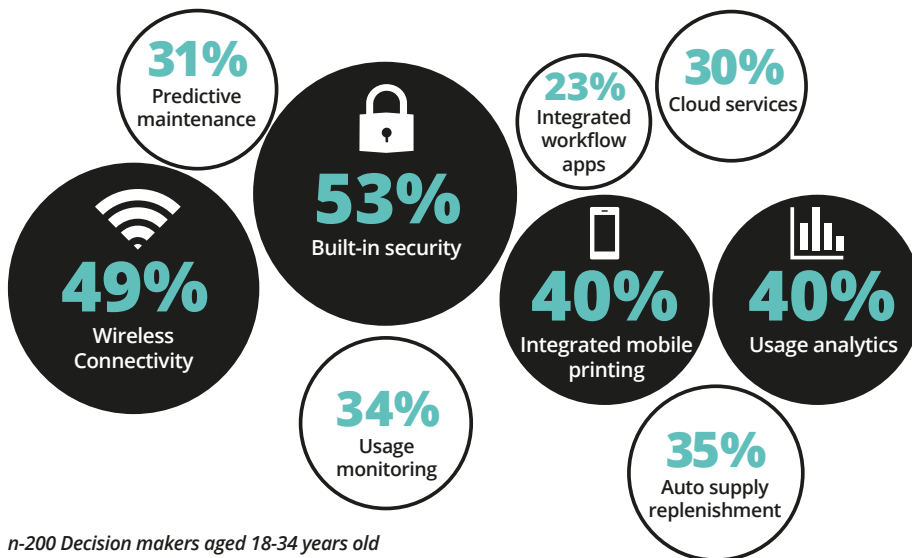 31%
Predictive
maintenance
53%
Built-in security
23%
Integrated
workflow
apps
30%
Cloud services
49%
Wireless
Connectivity
40%
Integrated mobile
printing
40%
Usage analytics
34%
Usage
monitoring
35%
Auto supply
replenishment
n-200 Decision makers aged 18-34 years old